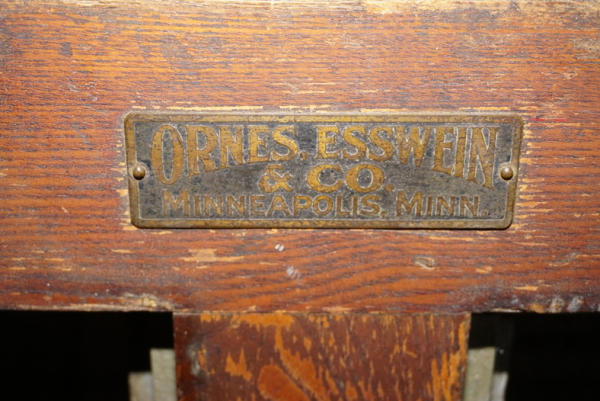 ORNES, ESSWEIN
& CO.
MINNEAPOLIS, MINN.